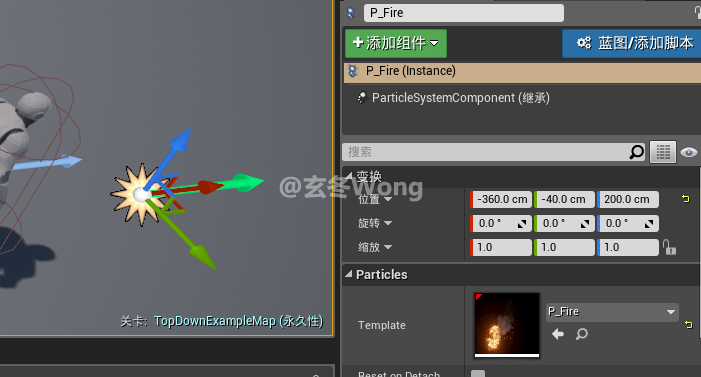 P_Fire
添加组件
蓝图/添加脚本
P_Fire (Instance)
ParticleSystemComponent (继承)
搜索
变换
@玄冬Wong
位置
-360.0 cm
-40.0 cm
200.0 cm
旋转
0.0 °
0.0 °
0.0 °
缩放
1.0
1.0
1.0
Particles
Template
P_Fire
关卡: TopDownExampleMap (永久性)
Reset on Detach